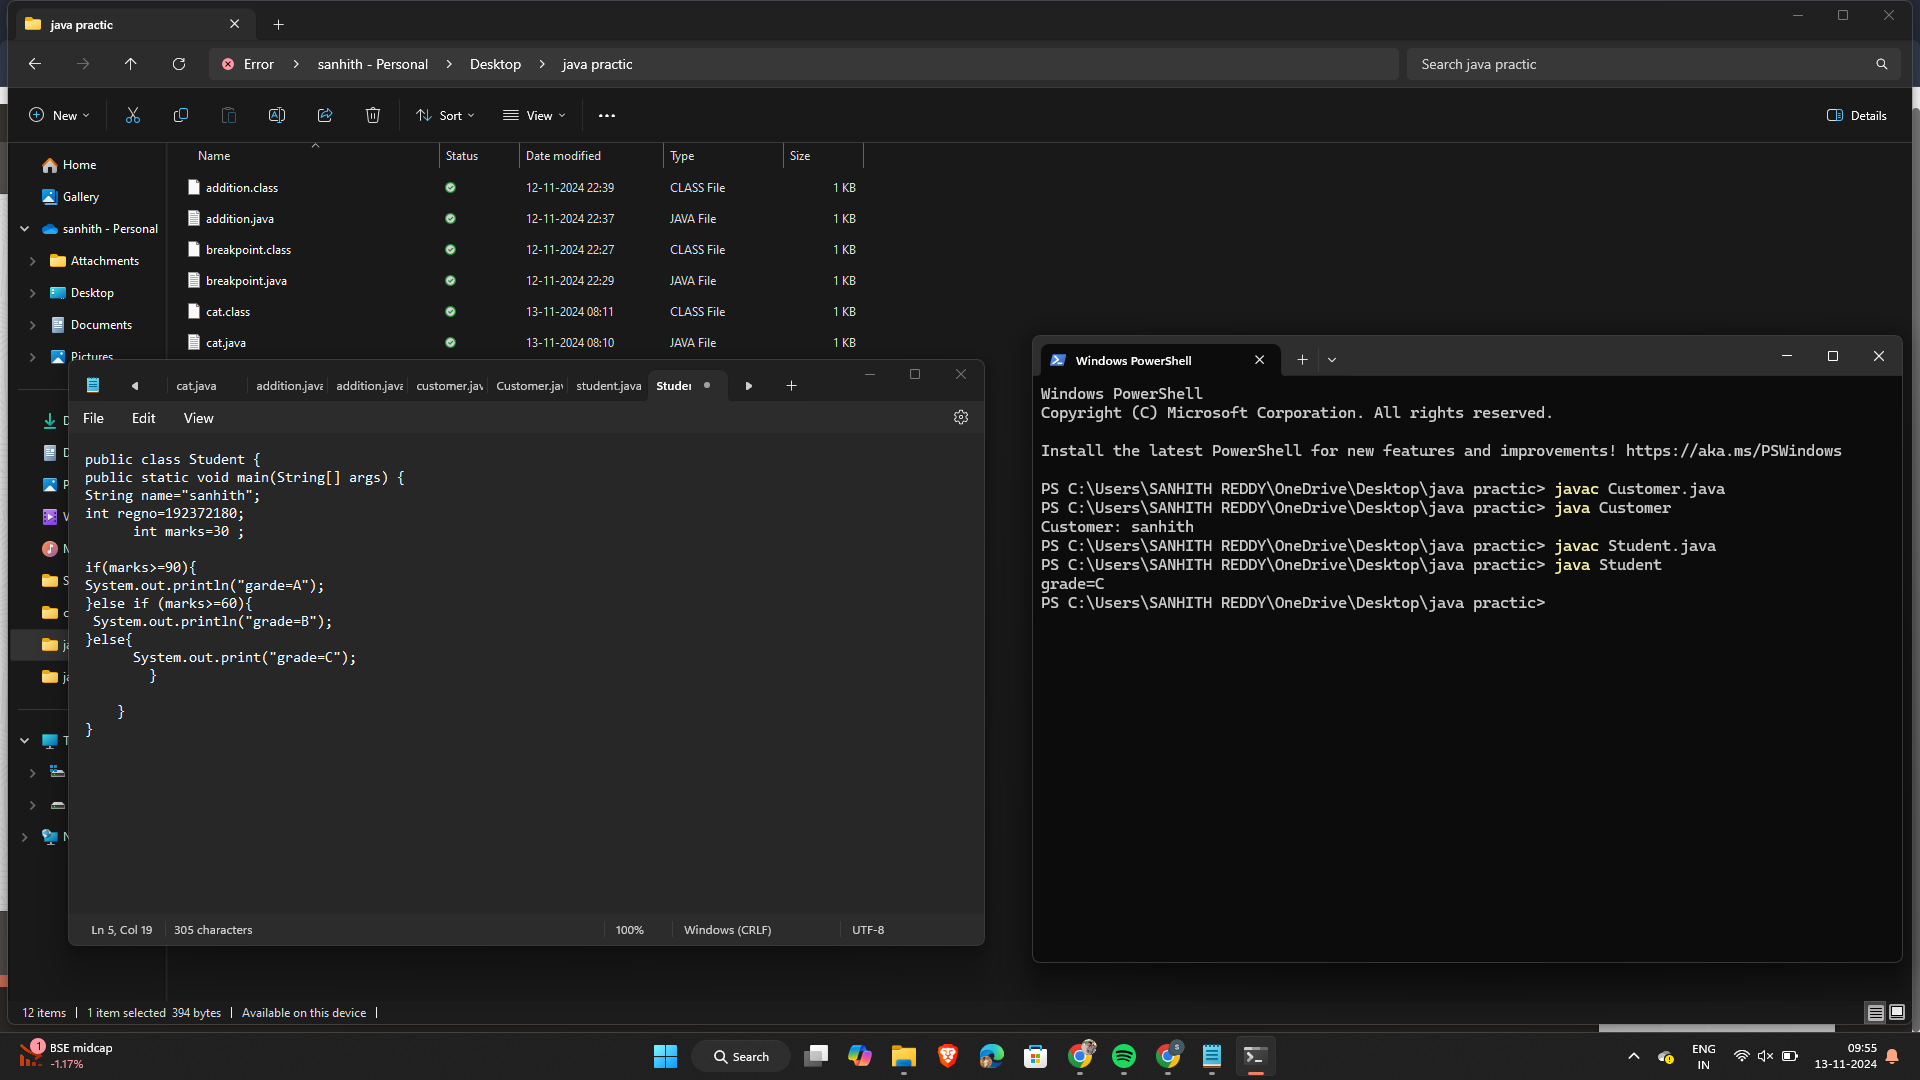 java practic
Error > sanhith - Personal > Desktop > java practic
Search java practic
New
Sort
View
Details
Name Status Date modified Type Size
addition.class 12-11-2024 22:39 CLASS File 1 KB
addition.java 12-11-2024 22:37 JAVA File 1 KB
breakpoint.class 12-11-2024 22:27 CLASS File 1 KB
breakpoint.java 12-11-2024 22:29 JAVA File 1 KB
cat.class 13-11-2024 08:11 CLASS File 1 KB
cat.java 13-11-2024 08:10 JAVA File 1 KB
Home
Gallery
sanhith - Personal
Attachments
Desktop
Documents
Pictures
cat.java addition.java addition.java customer.jav Customer.jav student.java Studer
File Edit View
public class Student {
public static void main(String[] args) {
String name="sanhith";
int regno=192372180;
int marks=30 ;
if(marks>=90){
System.out.println("garde=A");
}else if (marks>=60){
System.out.println("grade=B");
}else{
System.out.print("grade=C");
}
}
}
Ln 5, Col 19 305 characters 100% Windows (CRLF) UTF-8
Windows PowerShell
Windows PowerShell
Copyright (C) Microsoft Corporation. All rights reserved.
Install the latest PowerShell for new features and improvements! https://aka.ms/PSWindows
PS C:\Users\SANHITH REDDY\OneDrive\Desktop\java practic> javac Customer.java
PS C:\Users\SANHITH REDDY\OneDrive\Desktop\java practic> java Customer
Customer: sanhith
PS C:\Users\SANHITH REDDY\OneDrive\Desktop\java practic> javac Student.java
PS C:\Users\SANHITH REDDY\OneDrive\Desktop\java practic> java Student
grade=C
PS C:\Users\SANHITH REDDY\OneDrive\Desktop\java practic>
12 items | 1 item selected 394 bytes | Available on this device |
1
BSE midcap
-1.17%
Search
ENG
IN
09:55
13-11-2024